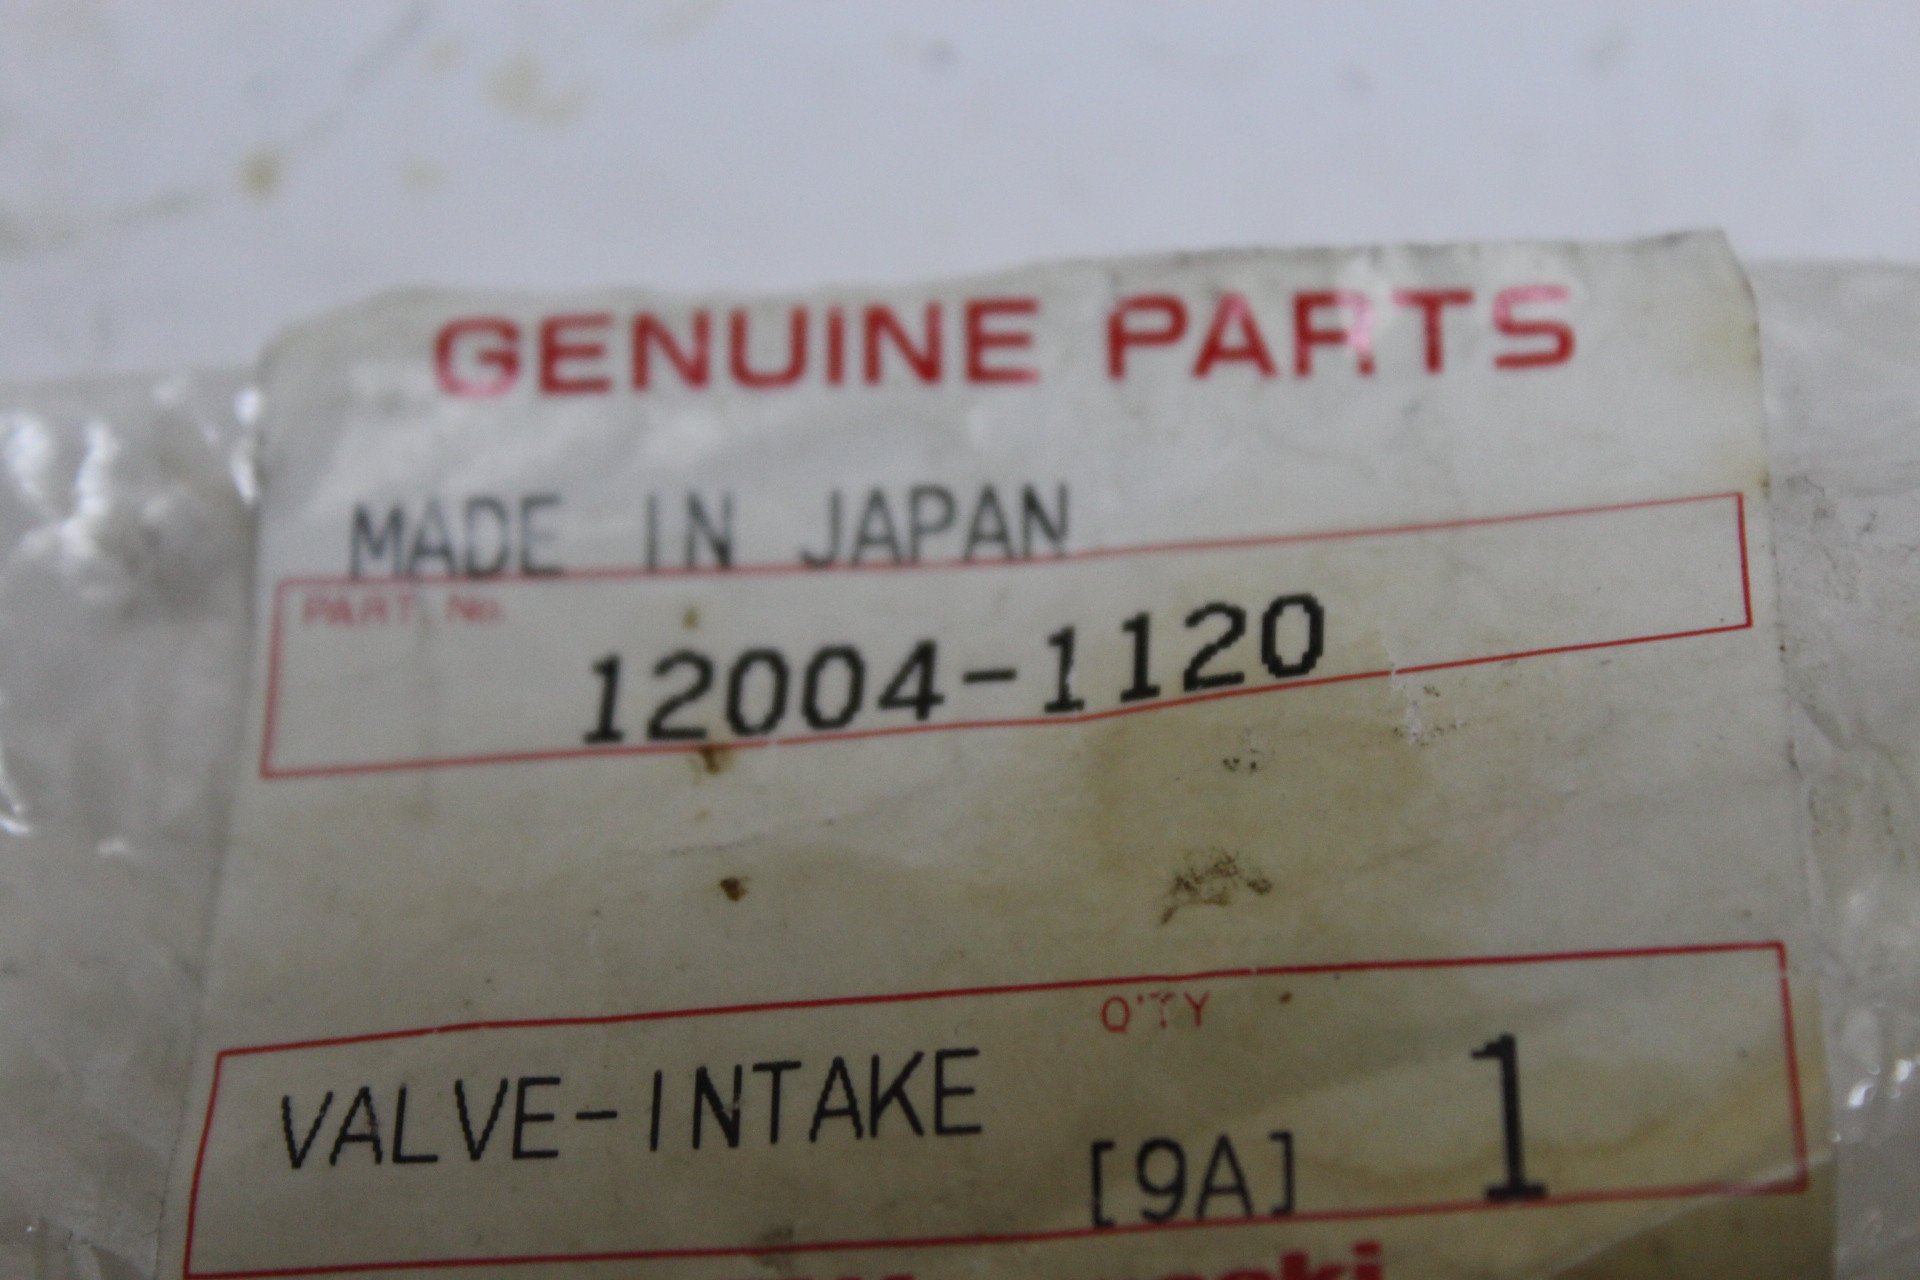 GENUINE PARTS
MADE IN JAPAN
PART No.
12004-1120
Q'TY
VALVE-INTAKE
[9A] 1